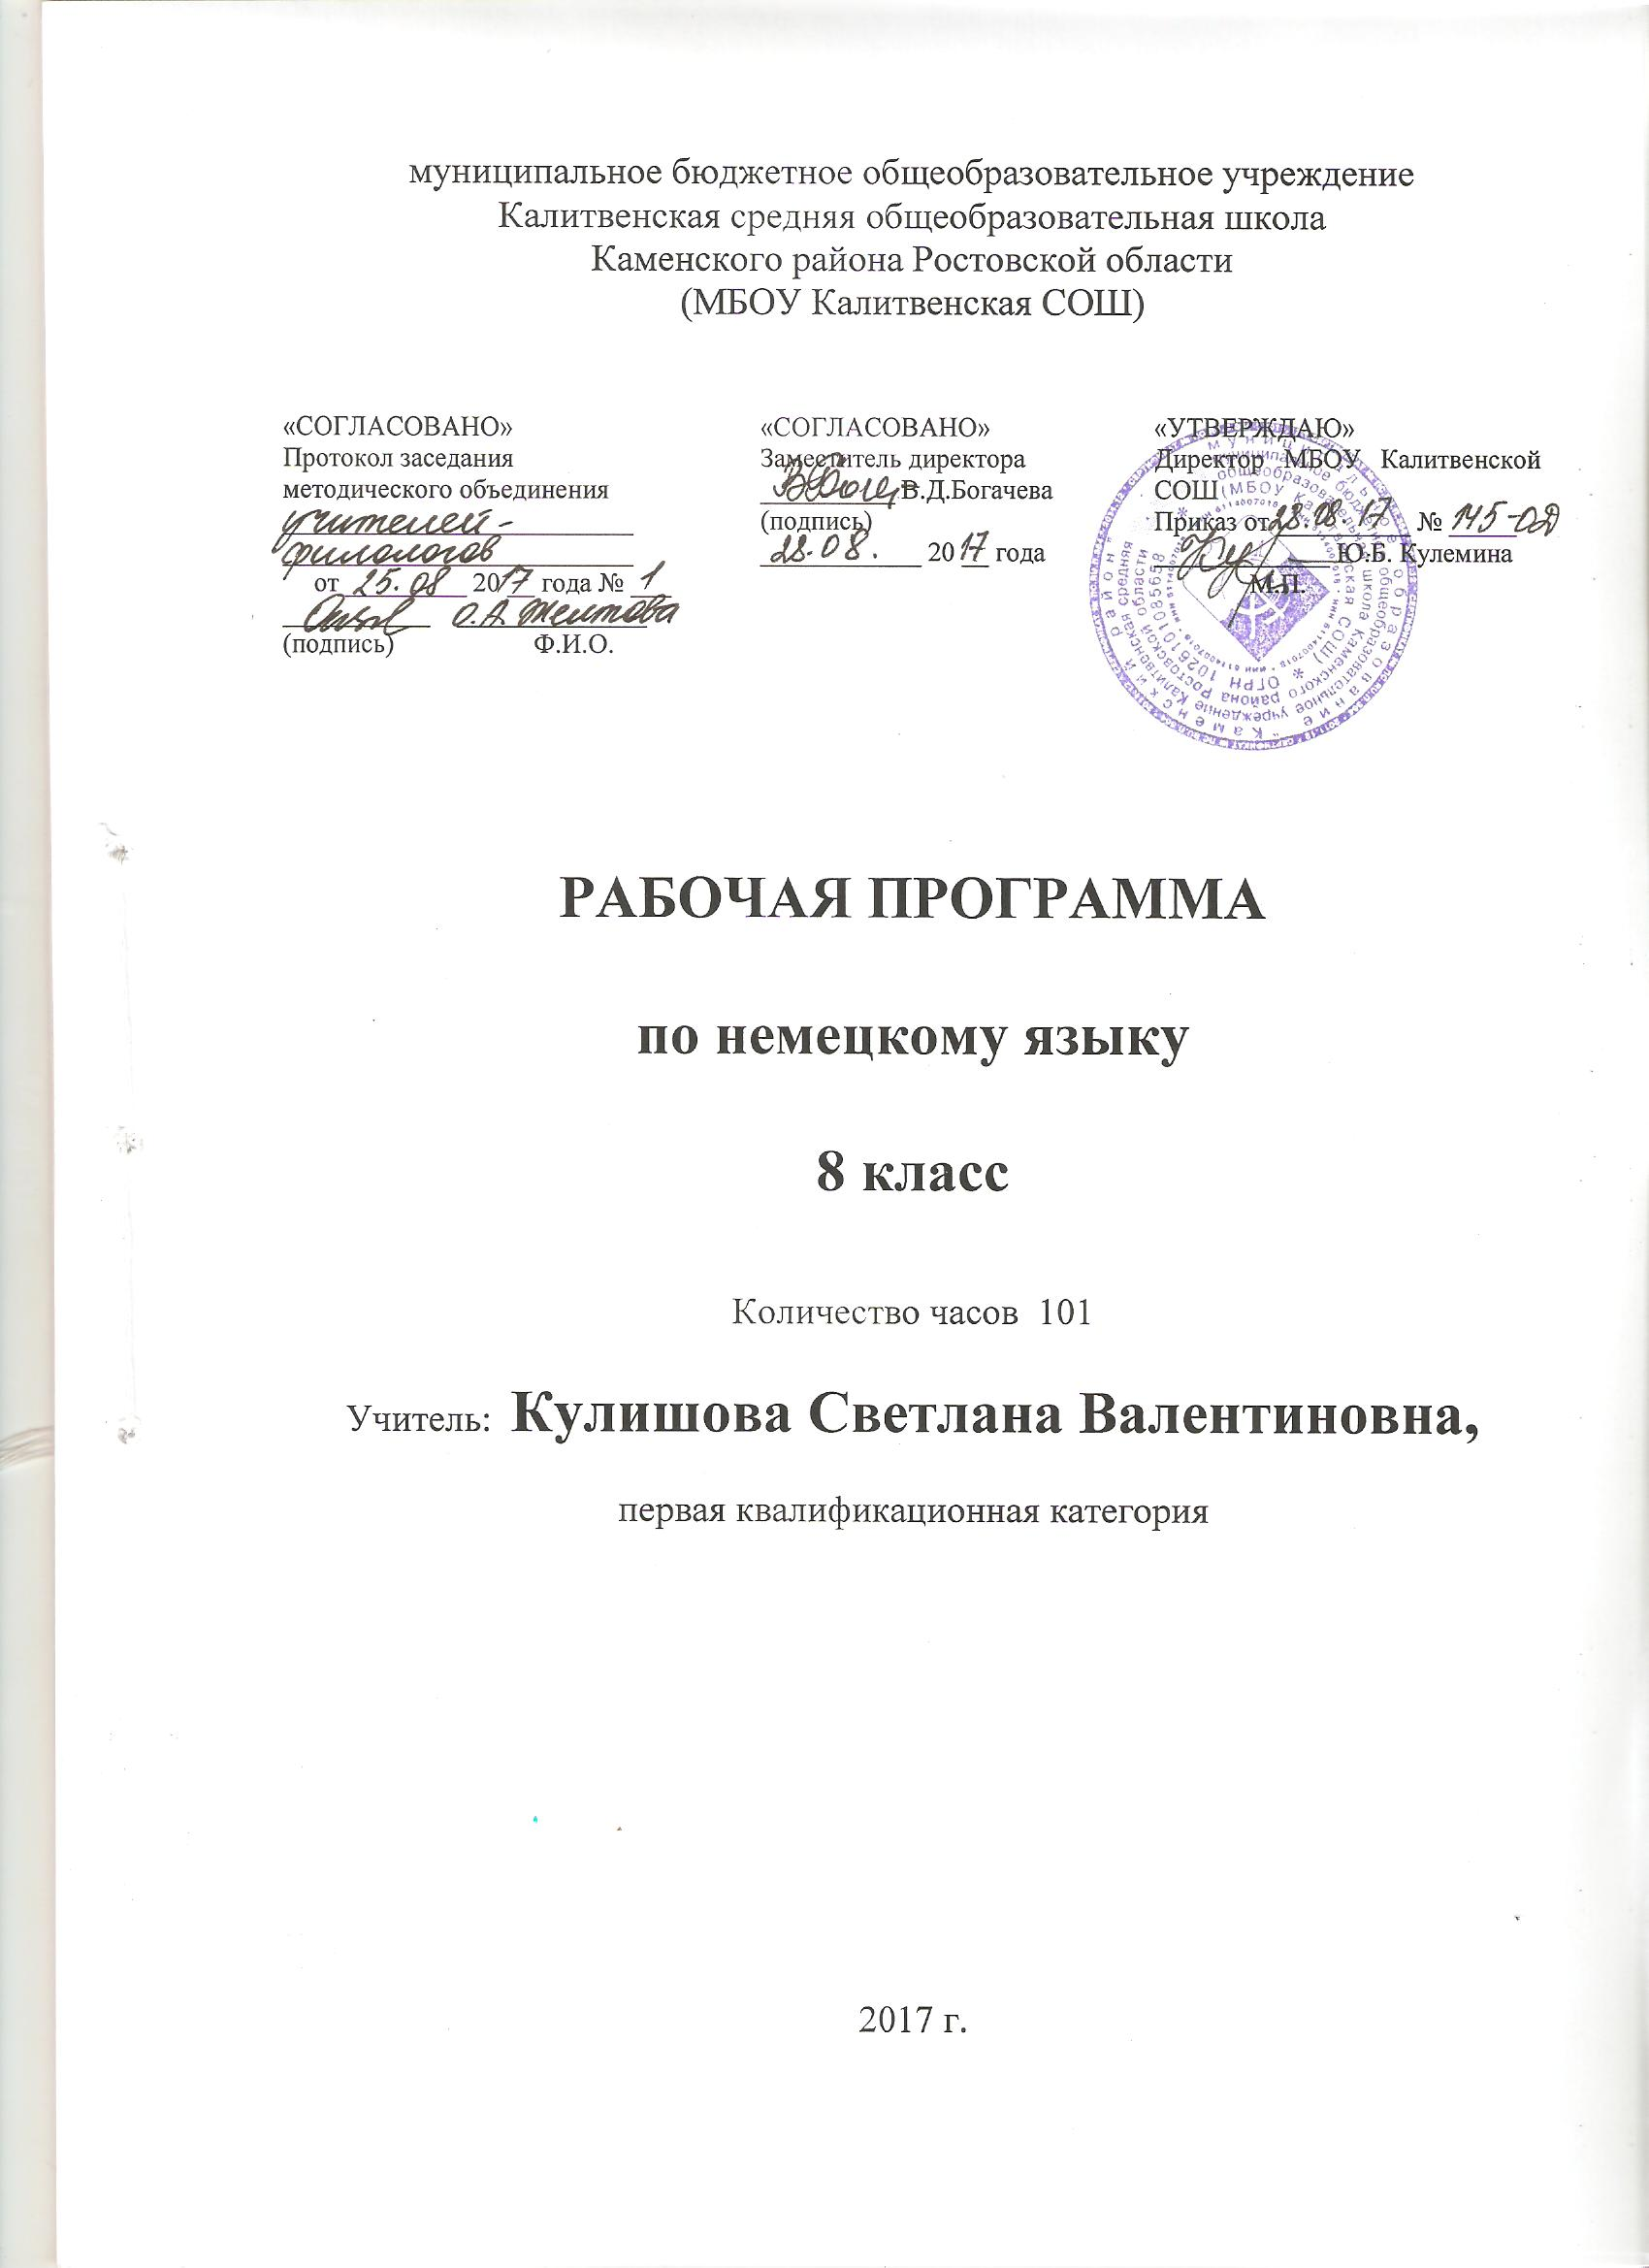 муниципальное бюджетное общеобразовательное учреждение
Калитвенская средняя общеобразовательная школа
Каменского района Ростовской области
(МБОУ Калитвенская СОШ)
«СОГЛАСОВАНО»
Протокол заседания
методического объединения
учителей -
филологов
от 25.08 2017 года № 1
О.А. Желтова
(подпись) Ф.И.О.
«СОГЛАСОВАНО»
Заместитель директора
В.Д.Богачева
(подпись)
28.08. 2017 года
«УТВЕРЖДАЮ»
Директор МБОУ Калитвенской
СОШ
Приказ от 28.08.17 № 145-ОД
Ю.Б. Кулемина
М.П.
РАБОЧАЯ ПРОГРАММА
по немецкому языку
8 класс
Количество часов 101
Учитель: Кулишова Светлана Валентиновна,
первая квалификационная категория
2017 г.